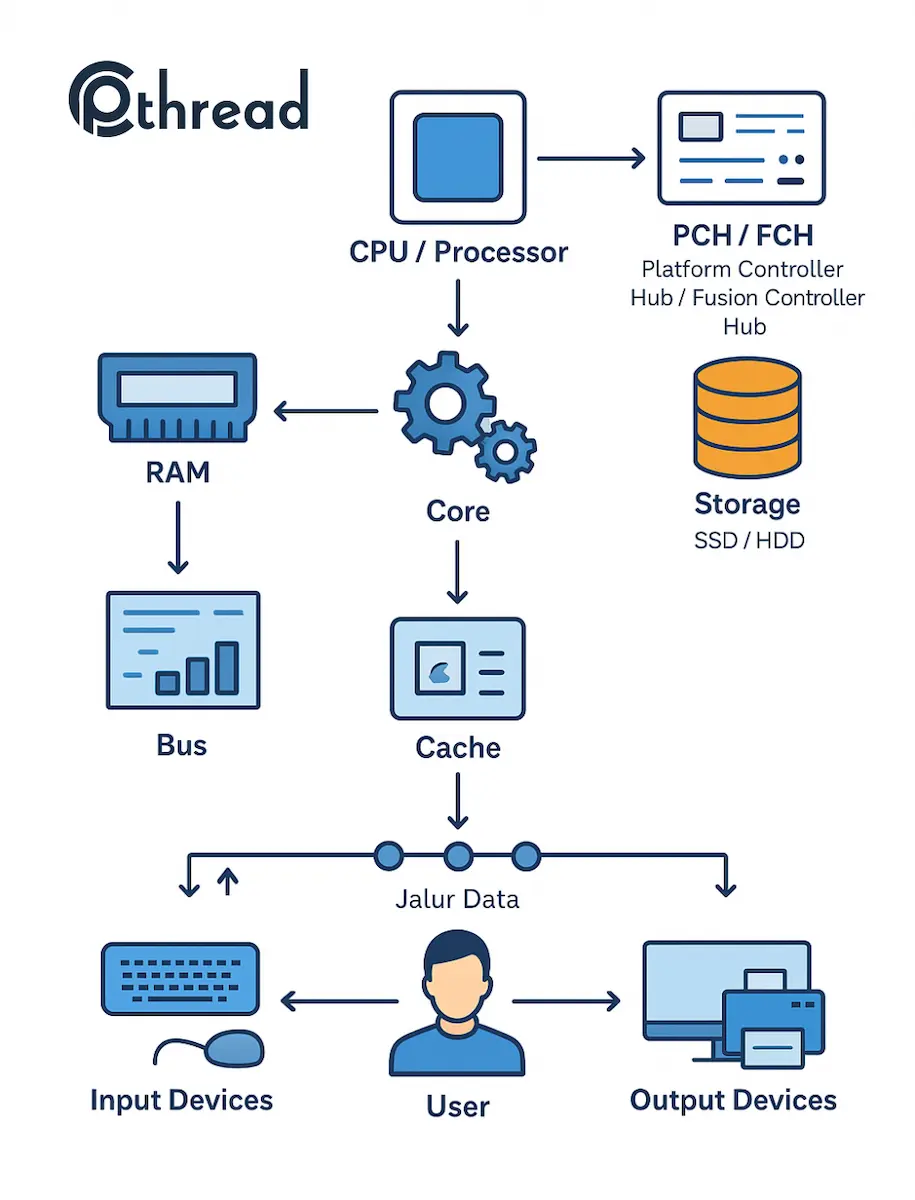 Pthread
CPU / Processor
PCH / FCH
Platform Controller
Hub / Fusion Controller
Hub
RAM
Core
Storage
SSD / HDD
Bus
Cache
Jalur Data
Input Devices
User
Output Devices